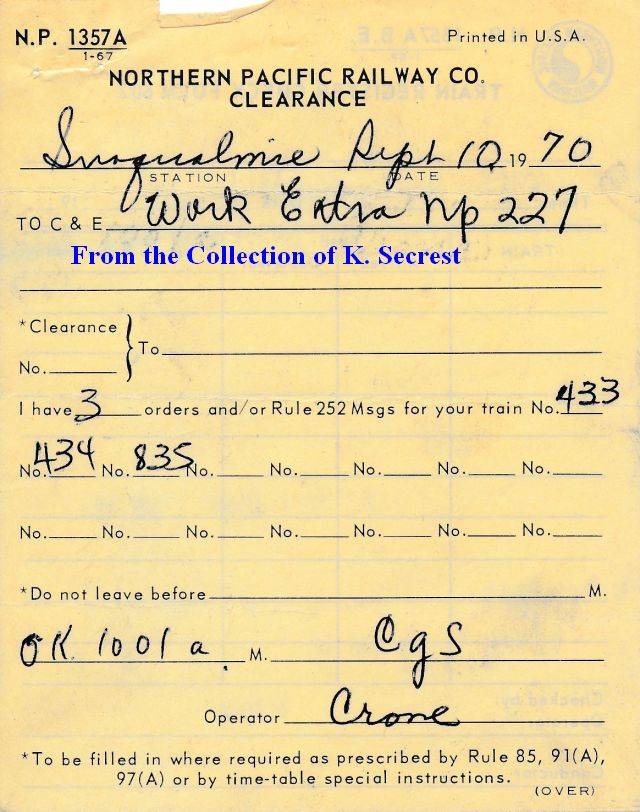 N.P. 1357A Printed in U.S.A.
1-67
NORTHERN PACIFIC RAILWAY CO.
CLEARANCE
Snoqualmie Sept 10, 19 70
STATION DATE
TO C & E Work Extra NP 227
From the Collection of K. Secrest
*Clearance
No. To
I have 3 orders and/or Rule 252 Msgs for your train No. 433
No. 434 No. 835 No. No. No. No. No.
No. No. No. No. No. No. No.
*Do not leave before M.
OK 1001 a. M. CGS
Operator Crone
*To be filled in where required as prescribed by Rule 85, 91(A),
97(A) or by time-table special instructions.
(OVER)